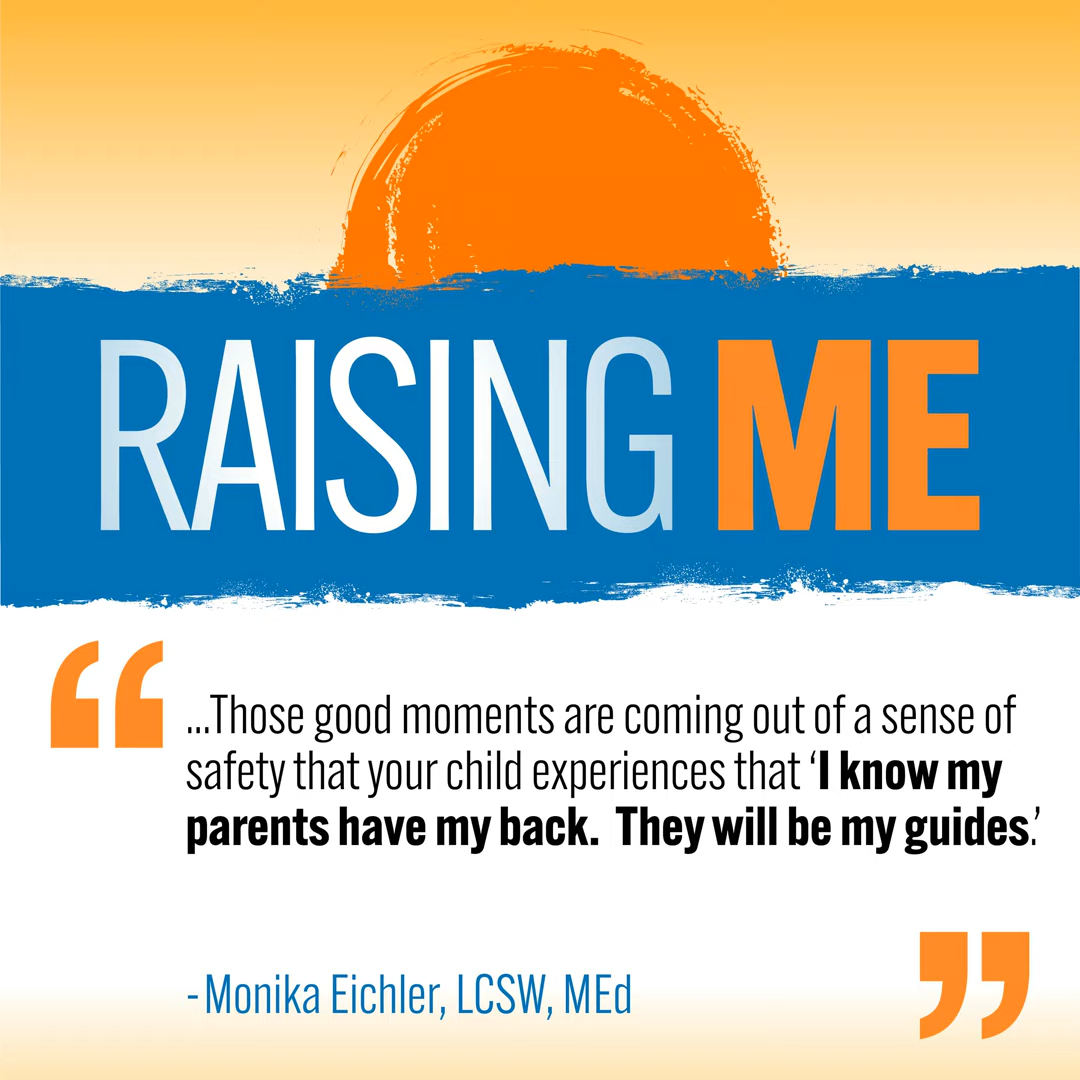 RAISING ME
“
...Those good moments are coming out of a sense of
safety that your child experiences that ‘I know my
parents have my back.  They will be my guides.’
- Monika Eichler, LCSW, MEd
”